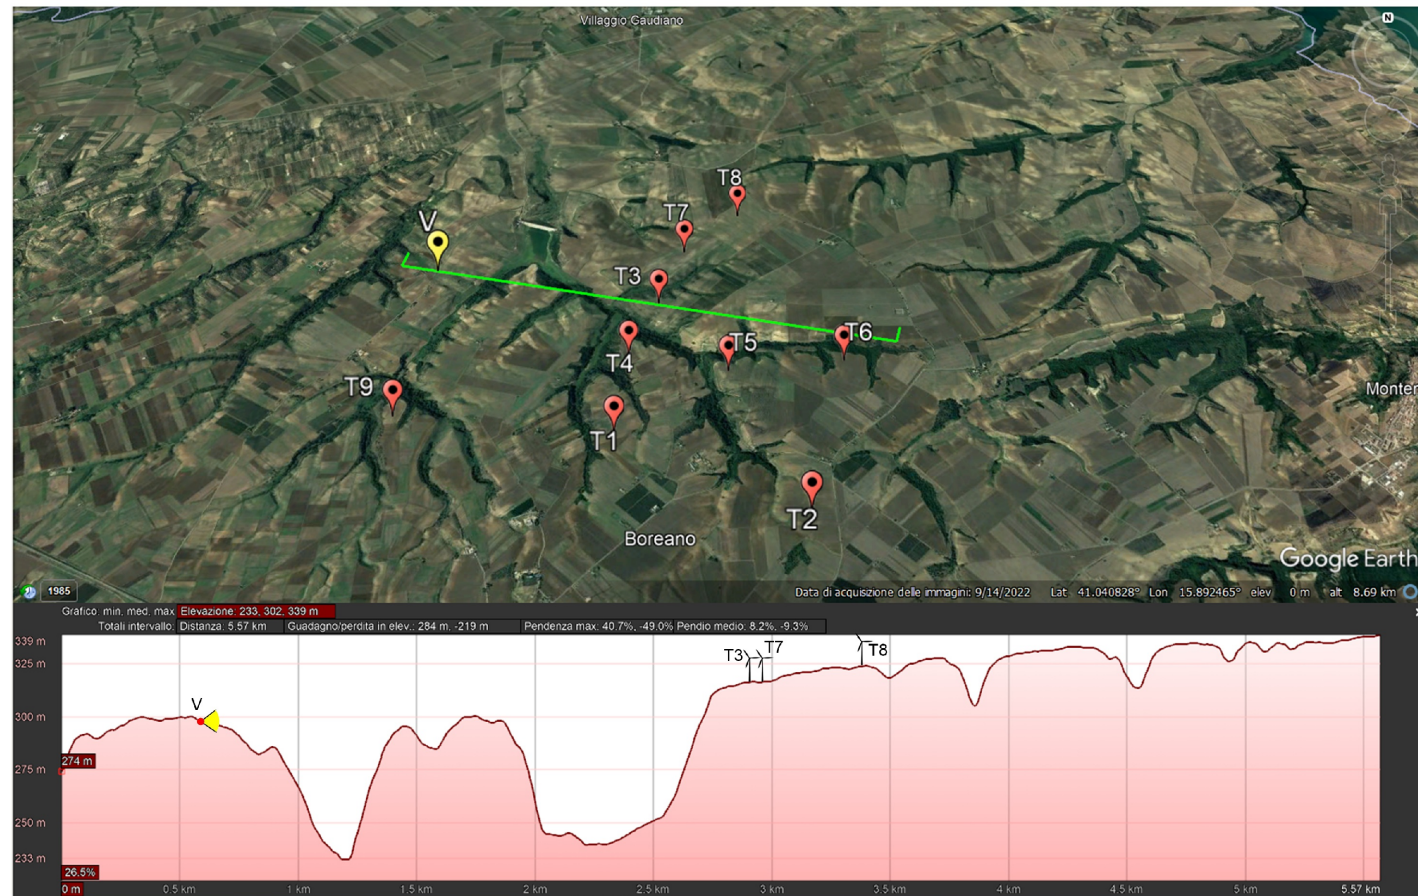 Villaggio Gaudiano
N
T8
T7
V
T3
T6
T5
T4
T9
Monter
T1
T2
Boreano
Google Earth
1985
Data di acquisizione delle immagini: 9/14/2022 Lat 41.040828° Lon 15.892465° elev 0 m alt 8.69 km
Grafico: min, med, max Elevazione: 233, 302, 339 m
Totali intervallo: Distanza: 5.57 km Guadagno/perdita in elev.: 284 m, -219 m Pendenza max: 40.7%, -49.0% Pendio medio: 8.2%, -9.3%
339 m
T3 T7 T8
325 m
V
300 m
274 m
275 m
250 m
233 m
26.5%
0 m 0.5 km 1 km 1.5 km 2 km 2.5 km 3 km 3.5 km 4 km 4.5 km 5 km 5.57 km